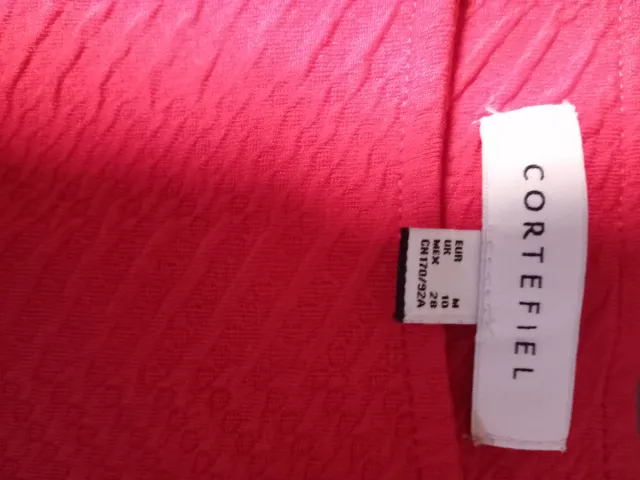 CORTEFIEL
EUR M
UK 10
MEX 28
CN170/92A